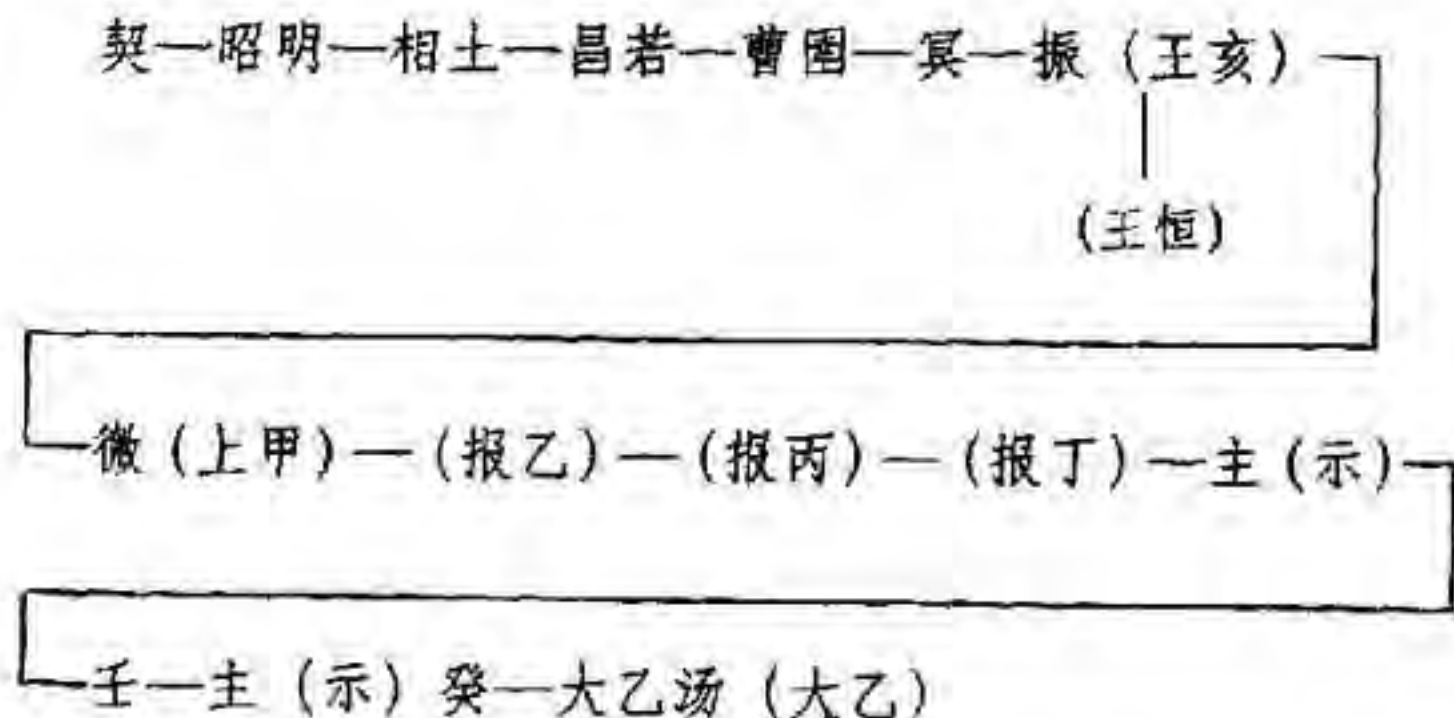 契—昭明—相土—昌若—曹圉—冥—振（王亥）
（王恒）
微（上甲）—（报乙）—（报丙）—（报丁）—主（示）
壬—主（示）癸—大乙汤（大乙）